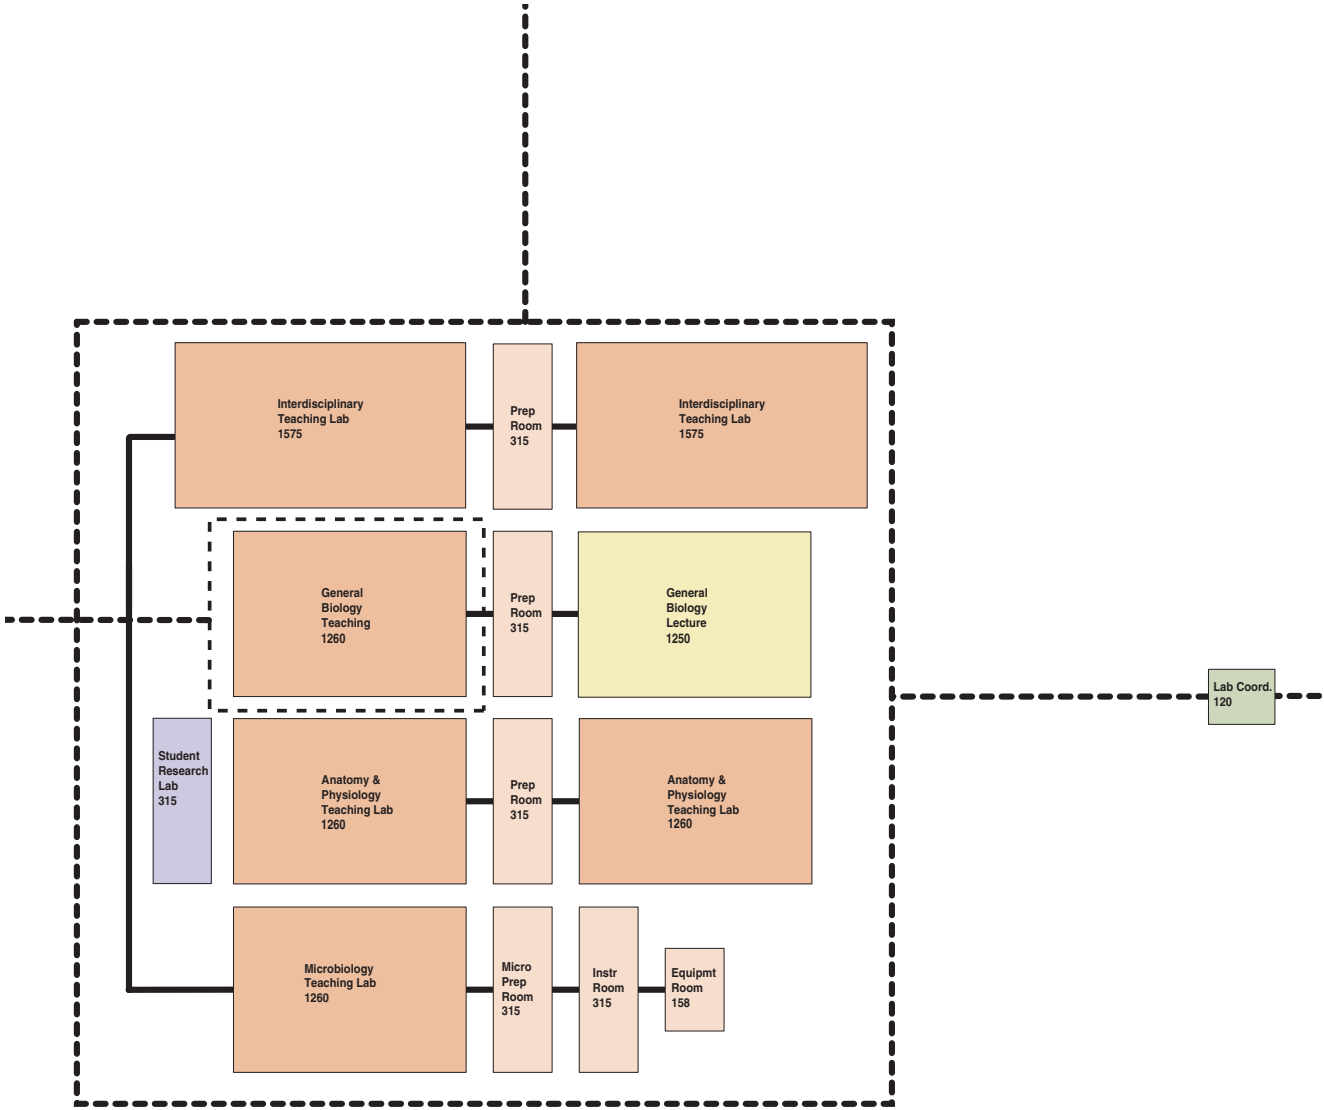 Interdisciplinary
Teaching Lab
1575
Prep
Room
315
Interdisciplinary
Teaching Lab
1575
General
Biology
Teaching
1260
Prep
Room
315
General
Biology
Lecture
1250
Lab Coord.
120
Student
Research
Lab
315
Anatomy &
Physiology
Teaching Lab
1260
Prep
Room
315
Anatomy &
Physiology
Teaching Lab
1260
Microbiology
Teaching Lab
1260
Micro
Prep
Room
315
Instr
Room
315
Equipmt
Room
158